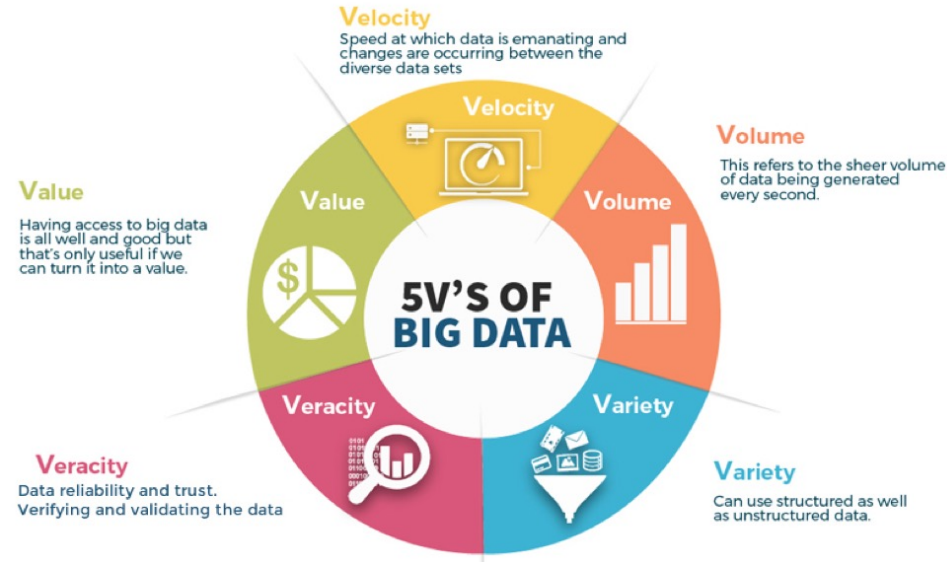 Velocity
Speed at which data is emanating and
changes are occurring between the
diverse data sets
Velocity
Volume
This refers to the sheer volume
of data being generated
every second.
Value
Having access to big data
is all well and good but
that's only useful if we
can turn it into a value.
Value
$
Volume
5V'S OF
BIG DATA
Veracity
Variety
Veracity
Data reliability and trust.
Verifying and validating the data
Variety
Can use structured as well
as unstructured data.